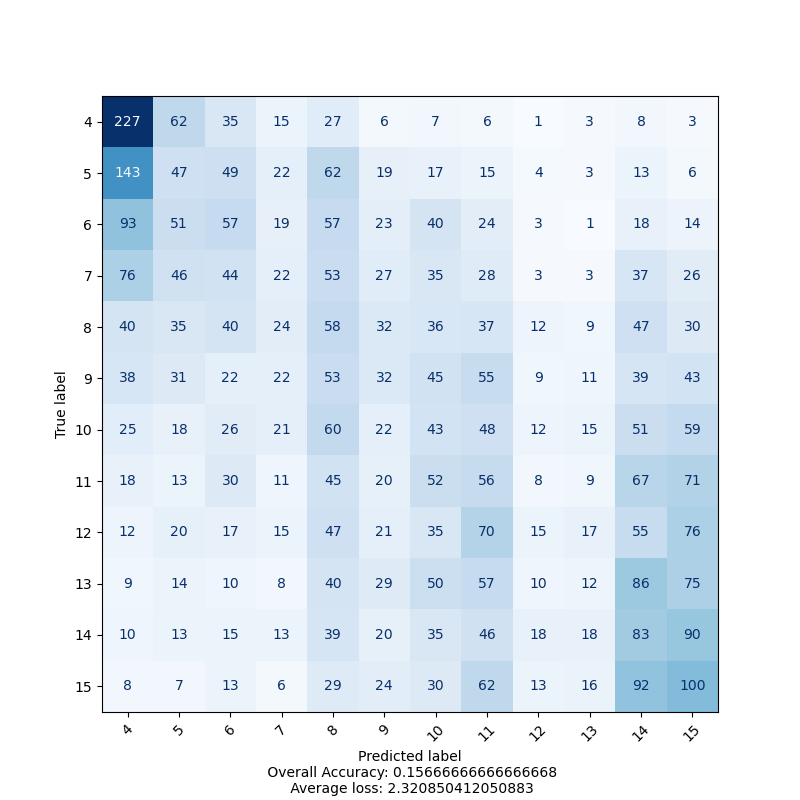 4 227 62 35 15 27 6 7 6 1 3 8 3
5 143 47 49 22 62 19 17 15 4 3 13 6
6 93 51 57 19 57 23 40 24 3 1 18 14
7 76 46 44 22 53 27 35 28 3 3 37 26
8 40 35 40 24 58 32 36 37 12 9 47 30
9 38 31 22 22 53 32 45 55 9 11 39 43
10 25 18 26 21 60 22 43 48 12 15 51 59
11 18 13 30 11 45 20 52 56 8 9 67 71
12 12 20 17 15 47 21 35 70 15 17 55 76
13 9 14 10 8 40 29 50 57 10 12 86 75
14 10 13 15 13 39 20 35 46 18 18 83 90
15 8 7 13 6 29 24 30 62 13 16 92 100
True label
4 5 6 7 8 9 10 11 12 13 14 15
Predicted label
Overall Accuracy: 0.15666666666666668
Average loss: 2.320850412050883